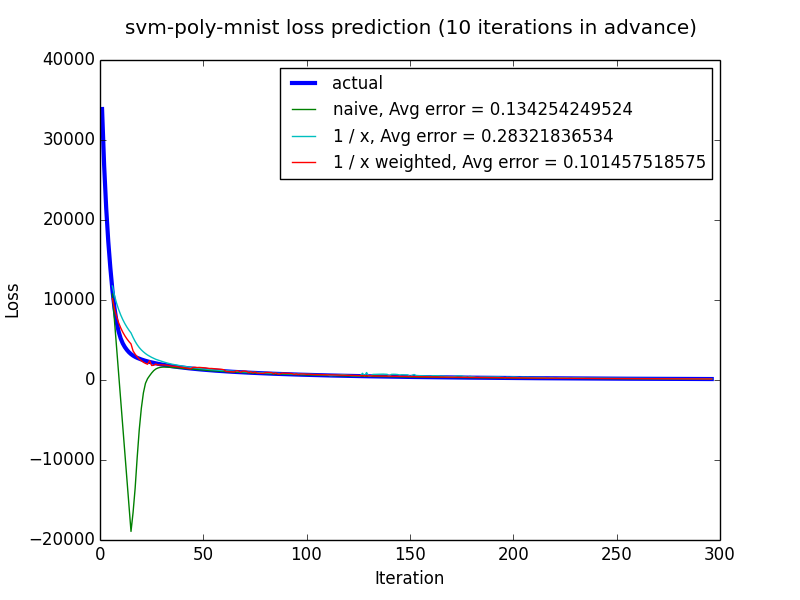 svm-poly-mnist loss prediction (10 iterations in advance)
40000
30000
20000
10000
0
−10000
−20000
Loss
actual
naive, Avg error = 0.134254249524
1 / x, Avg error = 0.28321836534
1 / x weighted, Avg error = 0.101457518575
0 50 100 150 200 250 300
Iteration